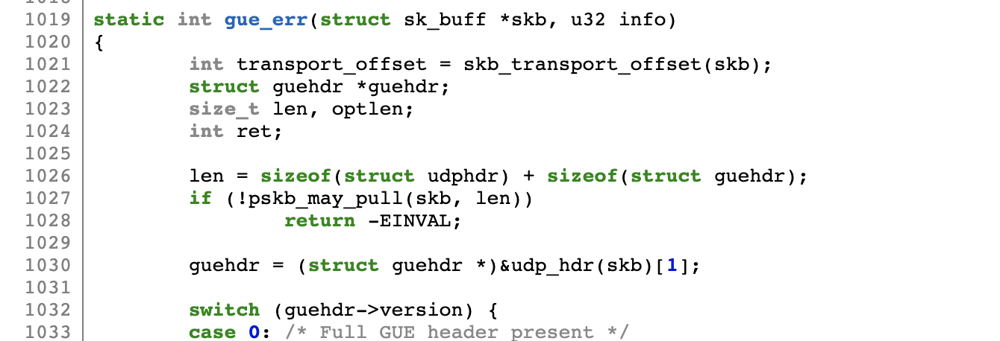 1019 static int gue_err(struct sk_buff *skb, u32 info)
1020 {
1021         int transport_offset = skb_transport_offset(skb);
1022         struct guehdr *guehdr;
1023         size_t len, optlen;
1024         int ret;
1025
1026         len = sizeof(struct udphdr) + sizeof(struct guehdr);
1027         if (!pskb_may_pull(skb, len))
1028                 return -EINVAL;
1029
1030         guehdr = (struct guehdr *)&udp_hdr(skb)[1];
1031
1032         switch (guehdr->version) {
1033         case 0: /* Full GUE header present */